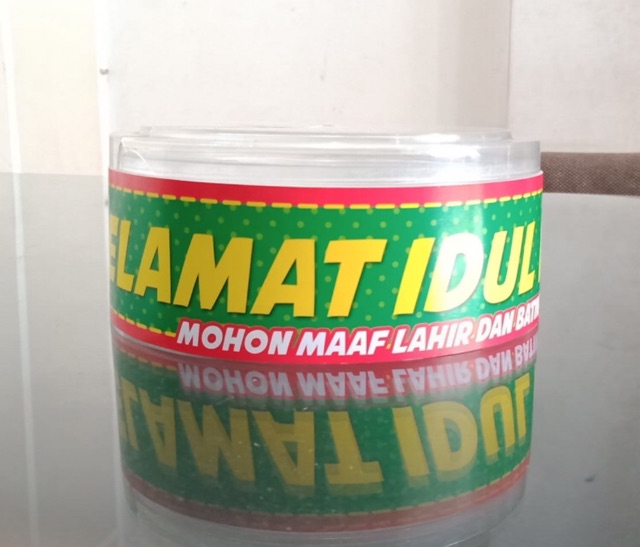 ELAMAT IDUL
MOHON MAAF LAHIR DAN BATI